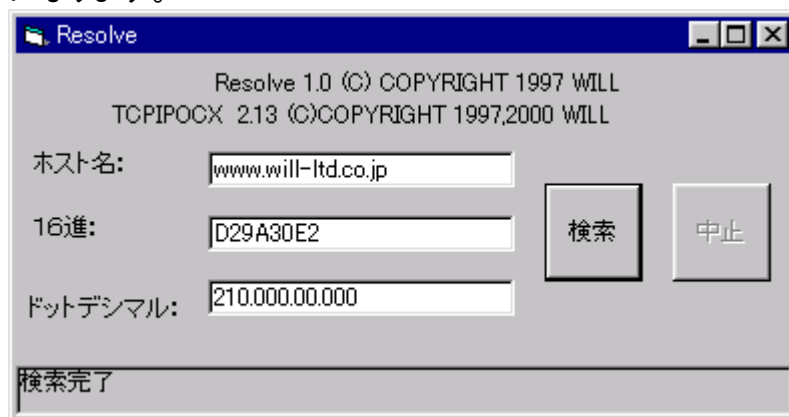 Resolve
Resolve 1.0 (C) COPYRIGHT 1997 WILL
TCPIPOCX 2.13 (C)COPYRIGHT 1997,2000 WILL
ホスト名: www.will-ltd.co.jp
16進: D29A30E2
検索 中止
ドットデシマル: 210.000.00.000
検索完了